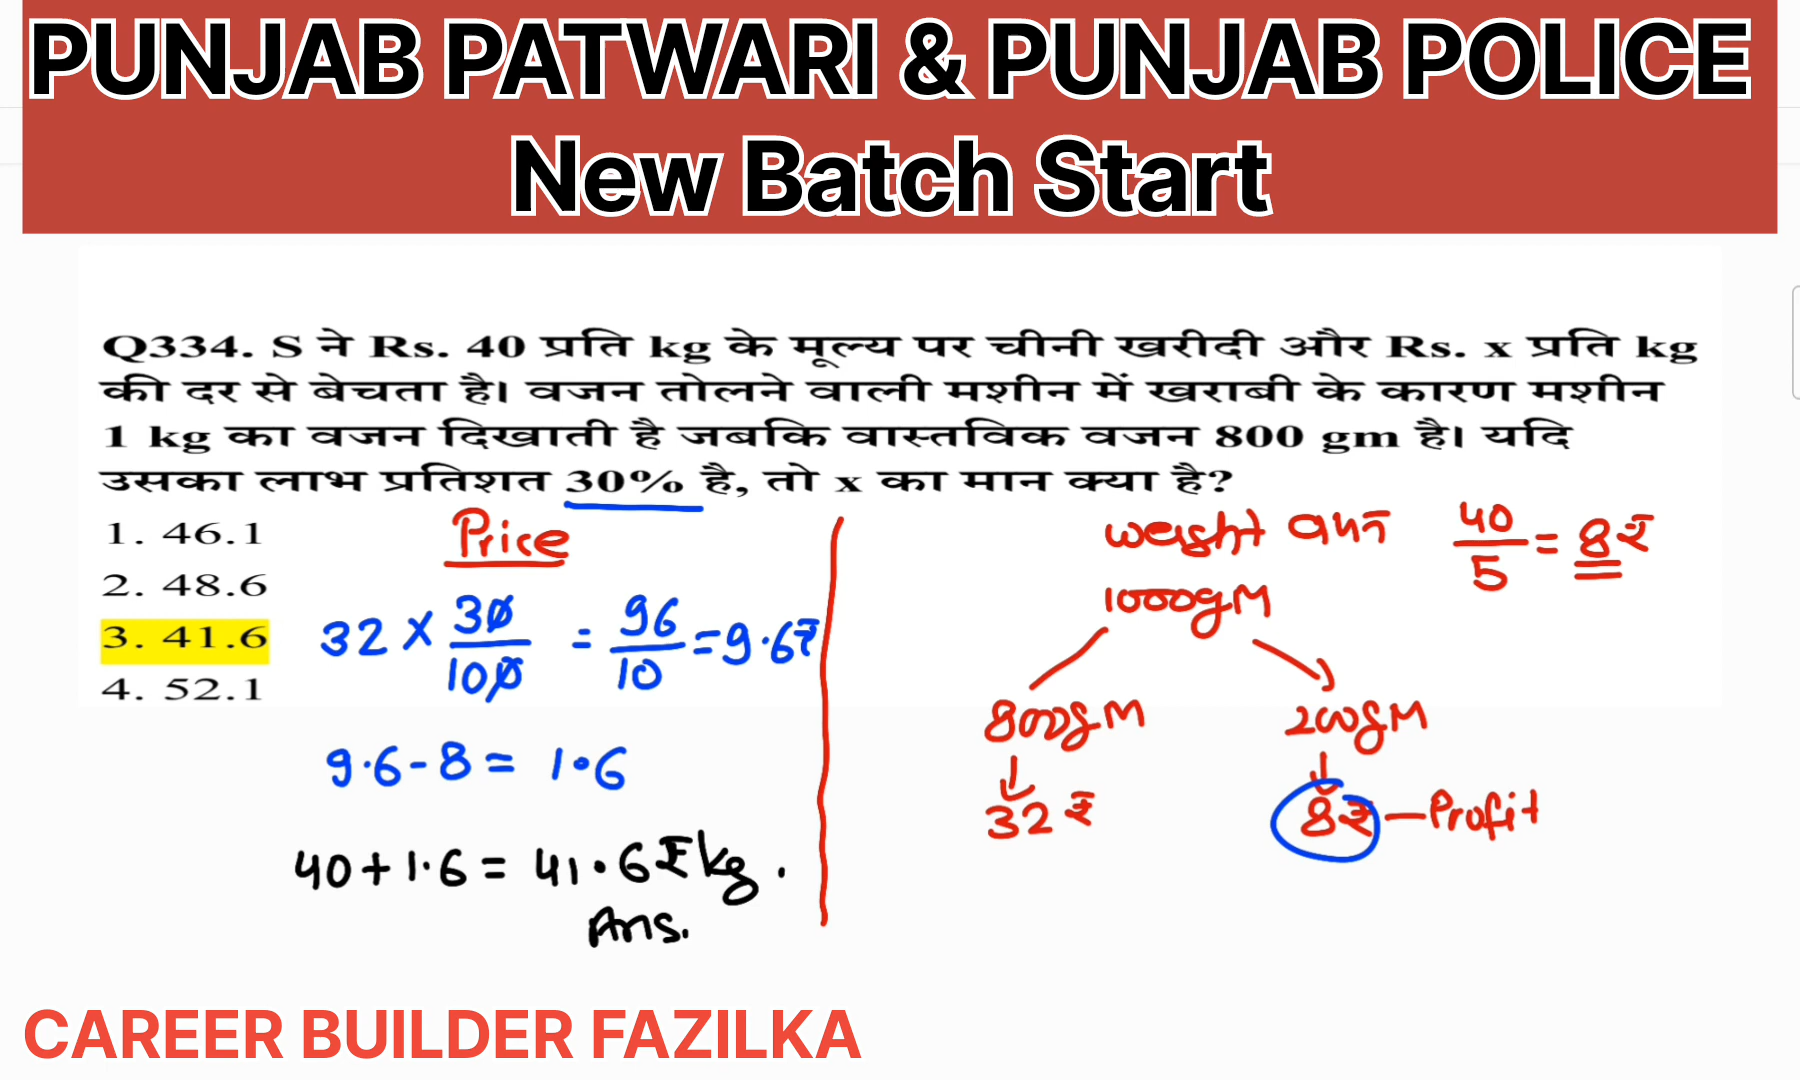 PUNJAB PATWARI & PUNJAB POLICE
New Batch Start
Q334. S ने Rs. 40 प्रति kg के मूल्य पर चीनी खरीदी और Rs. x प्रति kg
की दर से बेचता है। वजन तोलने वाली मशीन में खराबी के कारण मशीन
1 kg का वजन दिखाती है जबकि वास्तविक वजन 800 gm है। यदि
उसका लाभ प्रतिशत 30% है, तो x का मान क्या है?
1. 46.1
2. 48.6
3. 41.6
4. 52.1
Price
32 × 30/100 = 96/10 = 9.6₹
9.6-8 = 1.6
40+1.6 = 41.6₹ kg.
Ans.
weight 40/5 = 8₹
1000gM
800gM 200gM
32₹ 8₹ — Profit
CAREER BUILDER FAZILKA